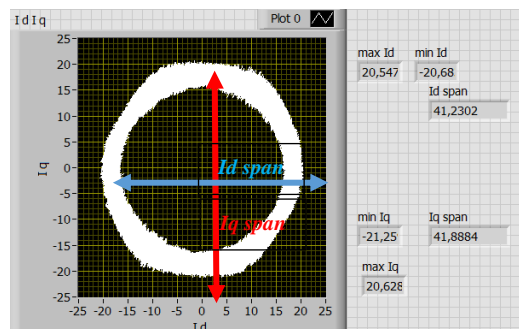 IdIq
Plot 0
25-
20-
15-
10-
5-
0-
-5-
-10-
-15-
-20-
-25-
Iq
-25 -20 -15 -10 -5 0 5 10 15 20 25
Id
Id span
Iq span
max Id min Id
20,547 -20,68
Id span
41,2302
min Iq Iq span
-21,25 41,8884
max Iq
20,628